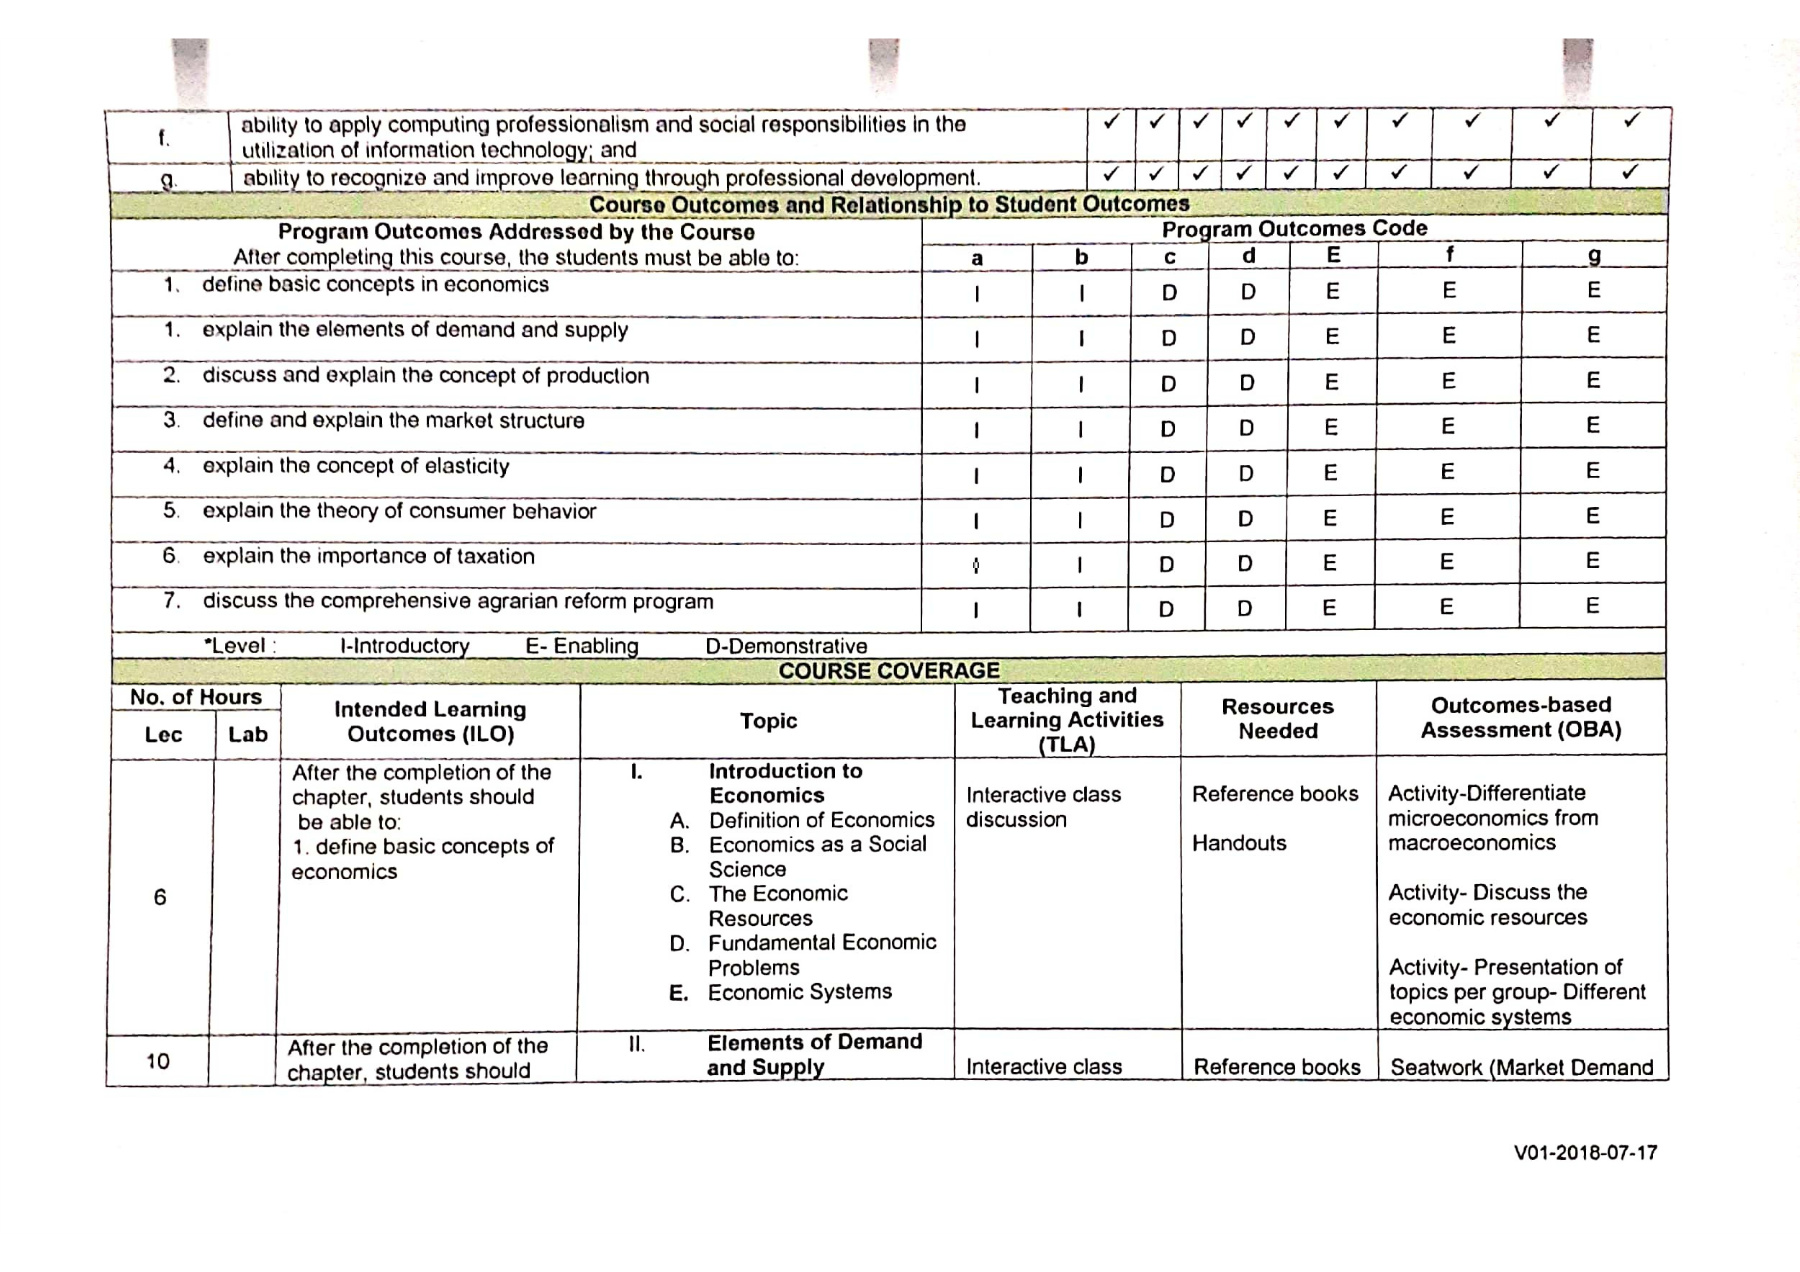 f. ability to apply computing professionalism and social responsibilities in the ✓ ✓ ✓ ✓ ✓ ✓ ✓ ✓ ✓ ✓
utilization of information technology; and
g. ability to recognize and improve learning through professional development. ✓ ✓ ✓ ✓ ✓ ✓ ✓ ✓ ✓ ✓
Course Outcomes and Relationship to Student Outcomes
Program Outcomes Addressed by the Course
After completing this course, the students must be able to:
Program Outcomes Code
a b c d E f g
1. define basic concepts in economics I I D D E E E
1. explain the elements of demand and supply I I D D E E E
2. discuss and explain the concept of production I I D D E E E
3. define and explain the market structure I I D D E E E
4. explain the concept of elasticity I I D D E E E
5. explain the theory of consumer behavior I I D D E E E
6. explain the importance of taxation I D D E E E
7. discuss the comprehensive agrarian reform program I I D D E E E
*Level : I-Introductory E- Enabling D-Demonstrative
COURSE COVERAGE
No. of Hours
Lec Lab
Intended Learning
Outcomes (ILO)
Topic
Teaching and
Learning Activities
(TLA)
Resources
Needed
Outcomes-based
Assessment (OBA)
6
After the completion of the
chapter, students should
be able to:
1. define basic concepts of
economics
I. Introduction to
Economics
A. Definition of Economics
B. Economics as a Social
Science
C. The Economic
Resources
D. Fundamental Economic
Problems
E. Economic Systems
Interactive class
discussion
Reference books
Handouts
Activity-Differentiate
microeconomics from
macroeconomics
Activity- Discuss the
economic resources
Activity- Presentation of
topics per group- Different
economic systems
10
After the completion of the
chapter, students should
II. Elements of Demand
and Supply
Interactive class
Reference books
Seatwork (Market Demand
V01-2018-07-17